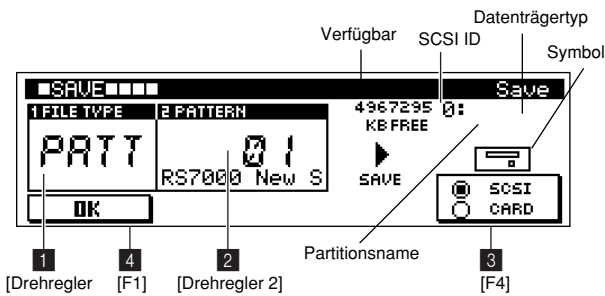 Datenträgertyp
Verfügbar
SCSI ID
Symbol
SAVE
Save
1 FILE TYPE
2 PATTERN
4967295 0:
KB FREE
PATT
01
RS7000 New S
SAVE
OK
SCSI
CARD
Partitionsname
1
4
2
3
[Drehregler
[F1]
[Drehregler 2]
[F4]